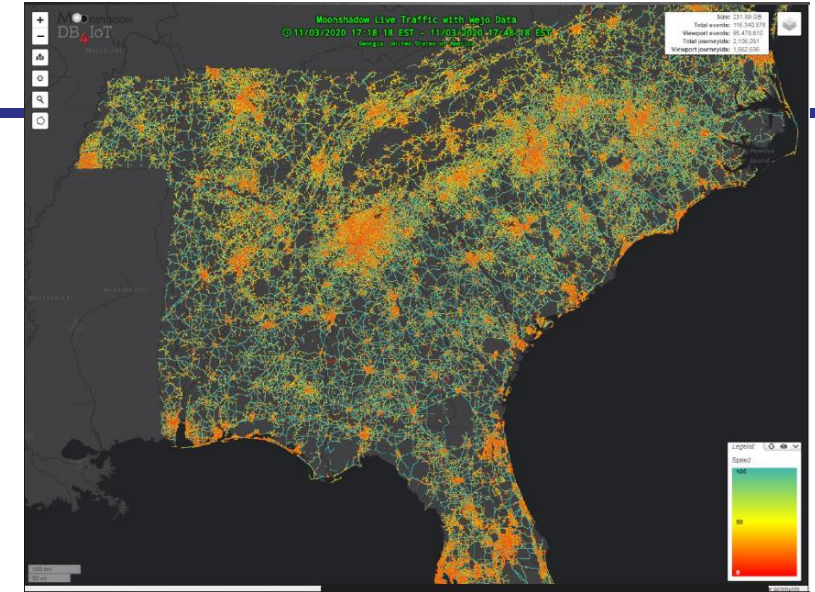 +
−
Moonshadow
DB4IoT
Moonshadow Live Traffic with Wejo Data
11/03/2020 17:18:18 EST - 11/03/2020 17:48:18 EST
Georgia, United States of America
Size: 231.89 GB
Total events: 116,342,878
Viewport events: 85,478,610
Total journeyids: 2,106,051
Viewport journeyids: 1,562,636
Legend
Speed
100
50
0
100 km
50 mi